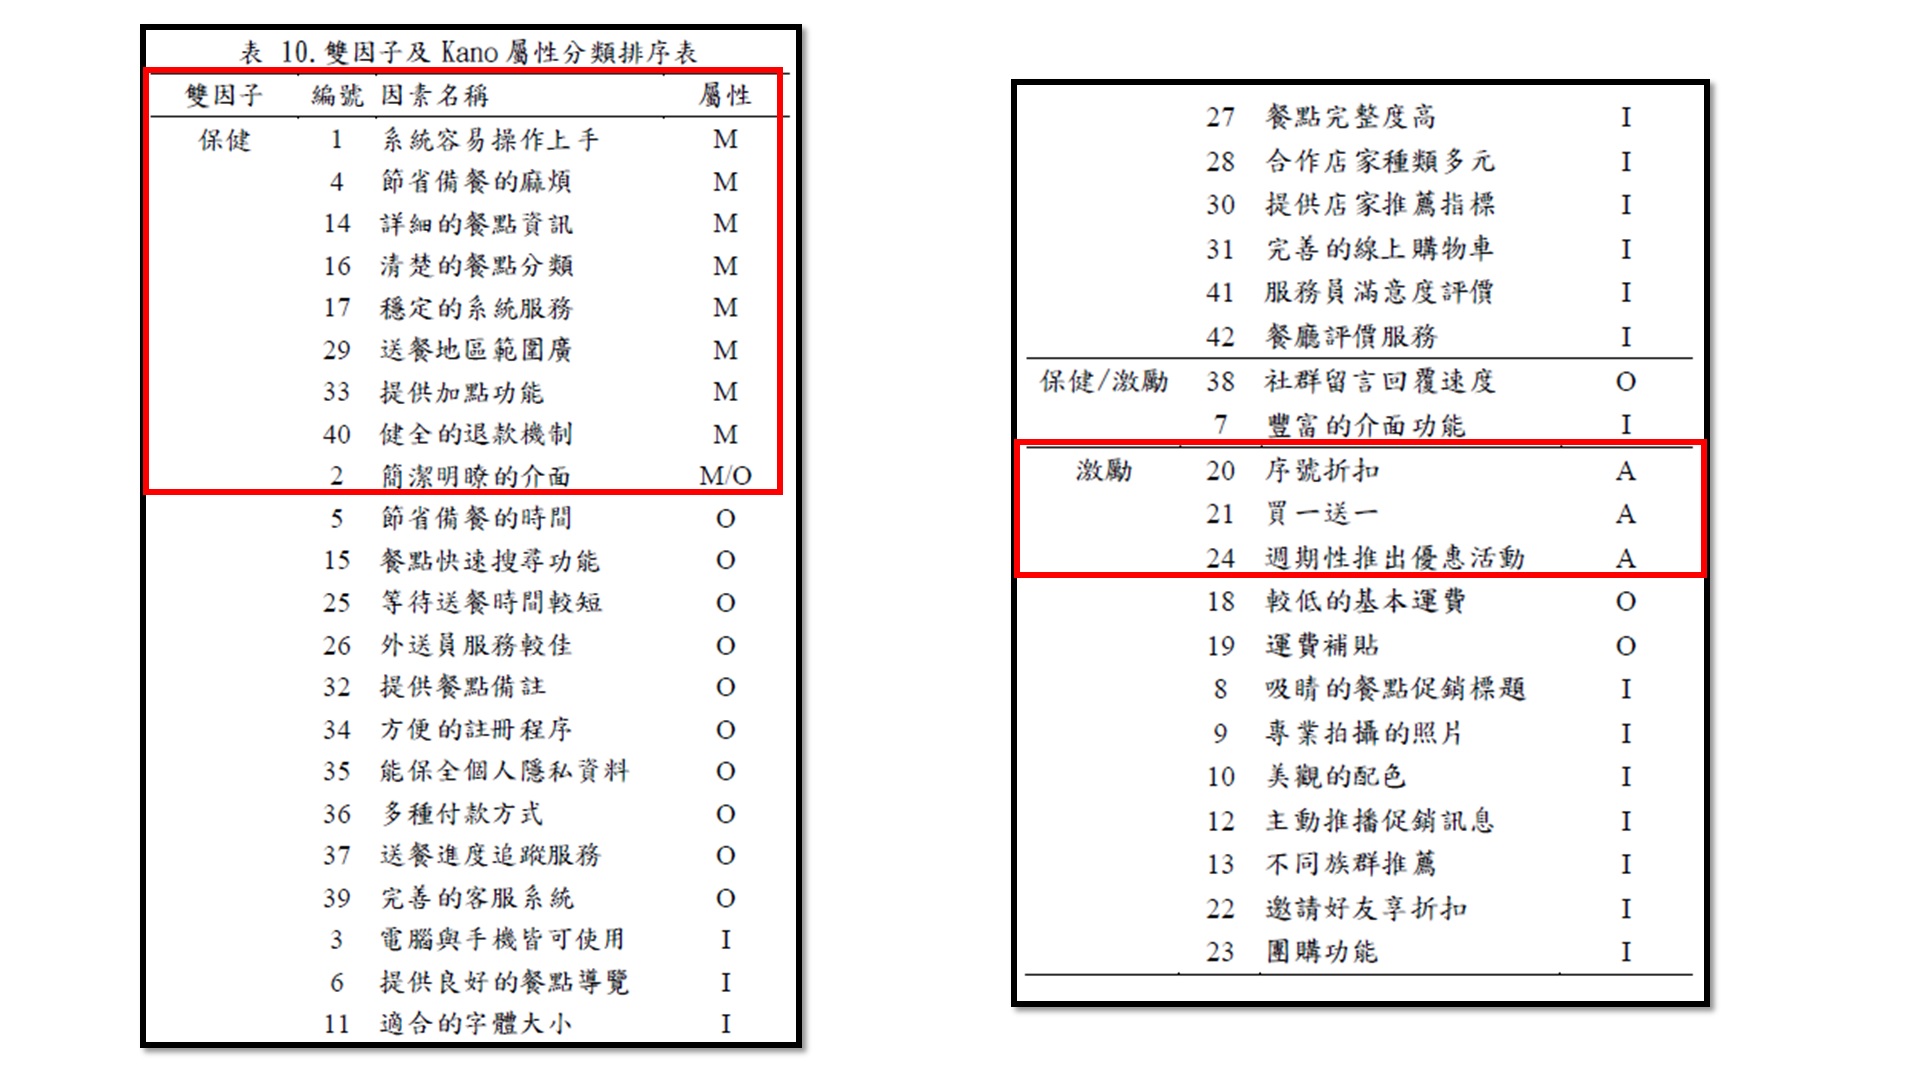 表 10.雙因子及 Kano 屬性分類排序表
雙因子 編號 因素名稱 屬性
保健 1 系統容易操作上手 M
4 節省備餐的麻煩 M
14 詳細的餐點資訊 M
16 清楚的餐點分類 M
17 穩定的系統服務 M
29 送餐地區範圍廣 M
33 提供加點功能 M
40 健全的退款機制 M
2 簡潔明瞭的介面 M/O
5 節省備餐的時間 O
15 餐點快速搜尋功能 O
25 等待送餐時間較短 O
26 外送員服務較佳 O
32 提供餐點備註 O
34 方便的註冊程序 O
35 能保全個人隱私資料 O
36 多種付款方式 O
37 送餐進度追蹤服務 O
39 完善的客服系統 O
3 電腦與手機皆可使用 I
6 提供良好的餐點導覽 I
11 適合的字體大小 I
27 餐點完整度高 I
28 合作店家種類多元 I
30 提供店家推薦指標 I
31 完善的線上購物車 I
41 服務員滿意度評價 I
42 餐廳評價服務 I
保健/激勵 38 社群留言回覆速度 O
7 豐富的介面功能 I
激勵 20 序號折扣 A
21 買一送一 A
24 週期性推出優惠活動 A
18 較低的基本運費 O
19 運費補貼 O
8 吸睛的餐點促銷標題 I
9 專業拍攝的照片 I
10 美觀的配色 I
12 主動推播促銷訊息 I
13 不同族群推薦 I
22 邀請好友享折扣 I
23 團購功能 I